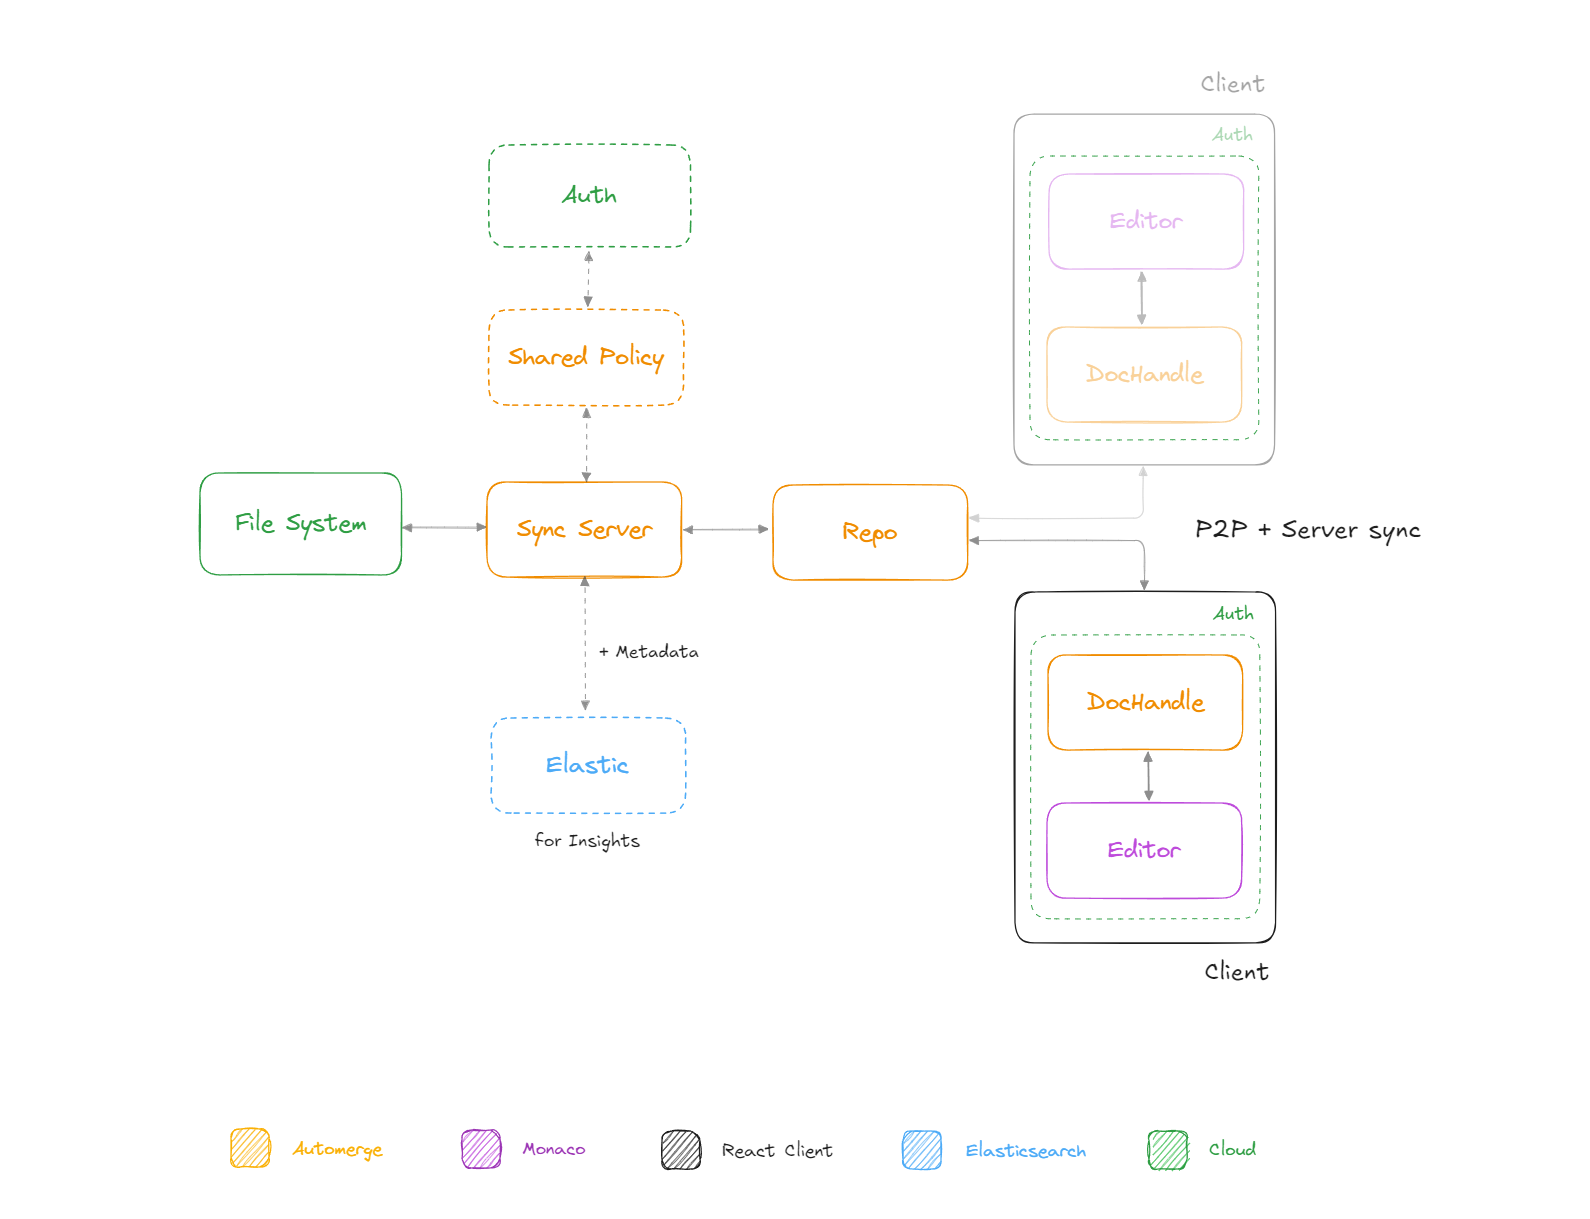 Client
Auth
Editor
DocHandle
Auth
Shared Policy
File System
Sync Server
Repo
P2P + Server sync
+ Metadata
Elastic
for Insights
Auth
DocHandle
Editor
Client
Automerge
Monaco
React Client
Elasticsearch
Cloud